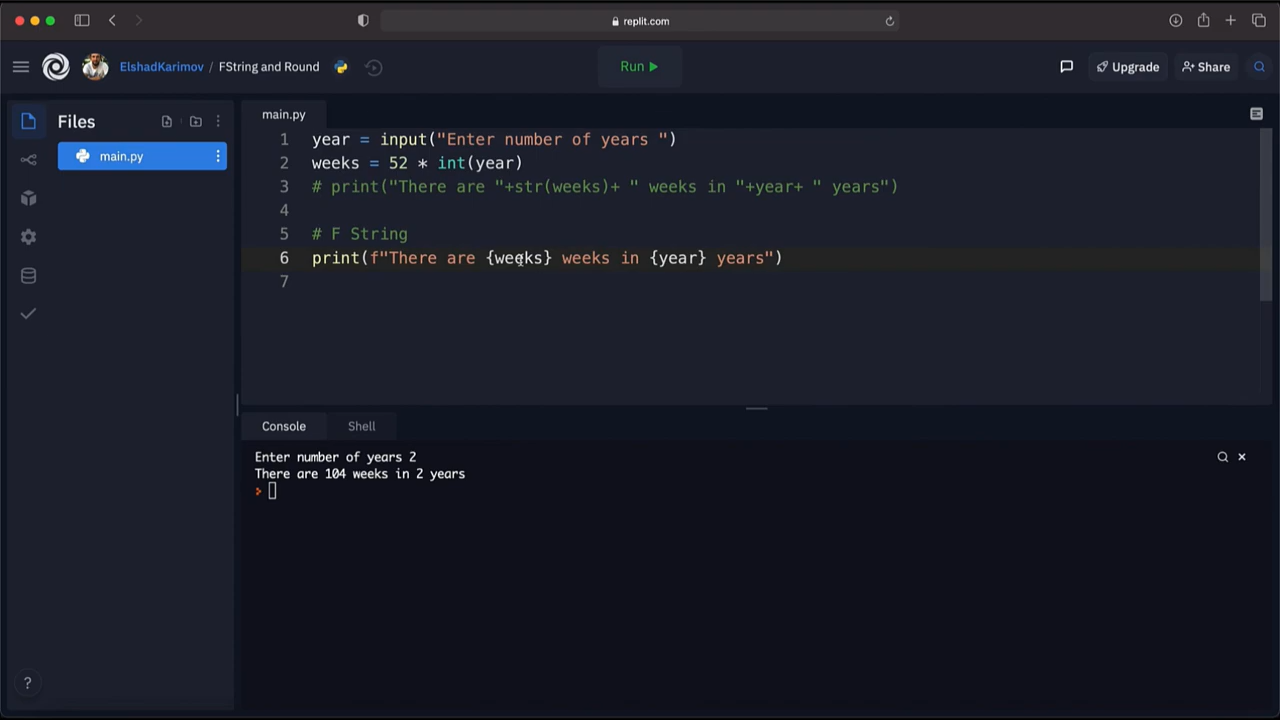 replit.com
ElshadKarimov / FString and Round
Run
Upgrade
Share
Files
main.py
main.py
1 year = input("Enter number of years ")
2 weeks = 52 * int(year)
3 # print("There are "+str(weeks)+ " weeks in "+year+ " years")
4
5 # F String
6 print(f"There are {weeks} weeks in {year} years")
7
Console Shell
Enter number of years 2
There are 104 weeks in 2 years
>
?